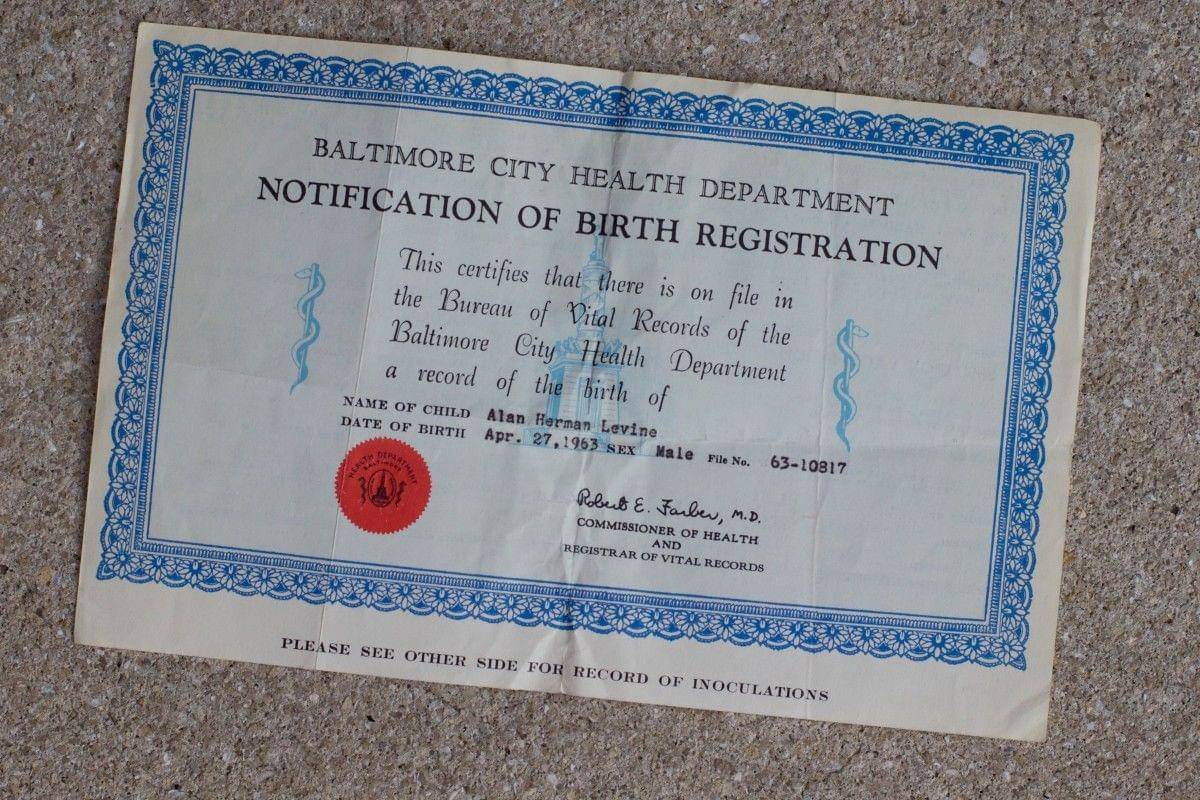 BALTIMORE CITY HEALTH DEPARTMENT
NOTIFICATION OF BIRTH REGISTRATION
This certifies that there is on file in
the Bureau of Vital Records of the
Baltimore City Health Department
a record of the birth of
NAME OF CHILD Alan Herman Levine
DATE OF BIRTH Apr. 27,1963 SEX Male File No. 63-10817
HEALTH DEPARTMENT
BALTIMORE
Robert E. Farber, M.D.
COMMISSIONER OF HEALTH
AND
REGISTRAR OF VITAL RECORDS
PLEASE SEE OTHER SIDE FOR RECORD OF INOCULATIONS